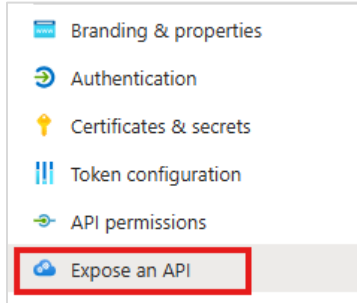 Branding & properties
Authentication
Certificates & secrets
Token configuration
API permissions
Expose an API